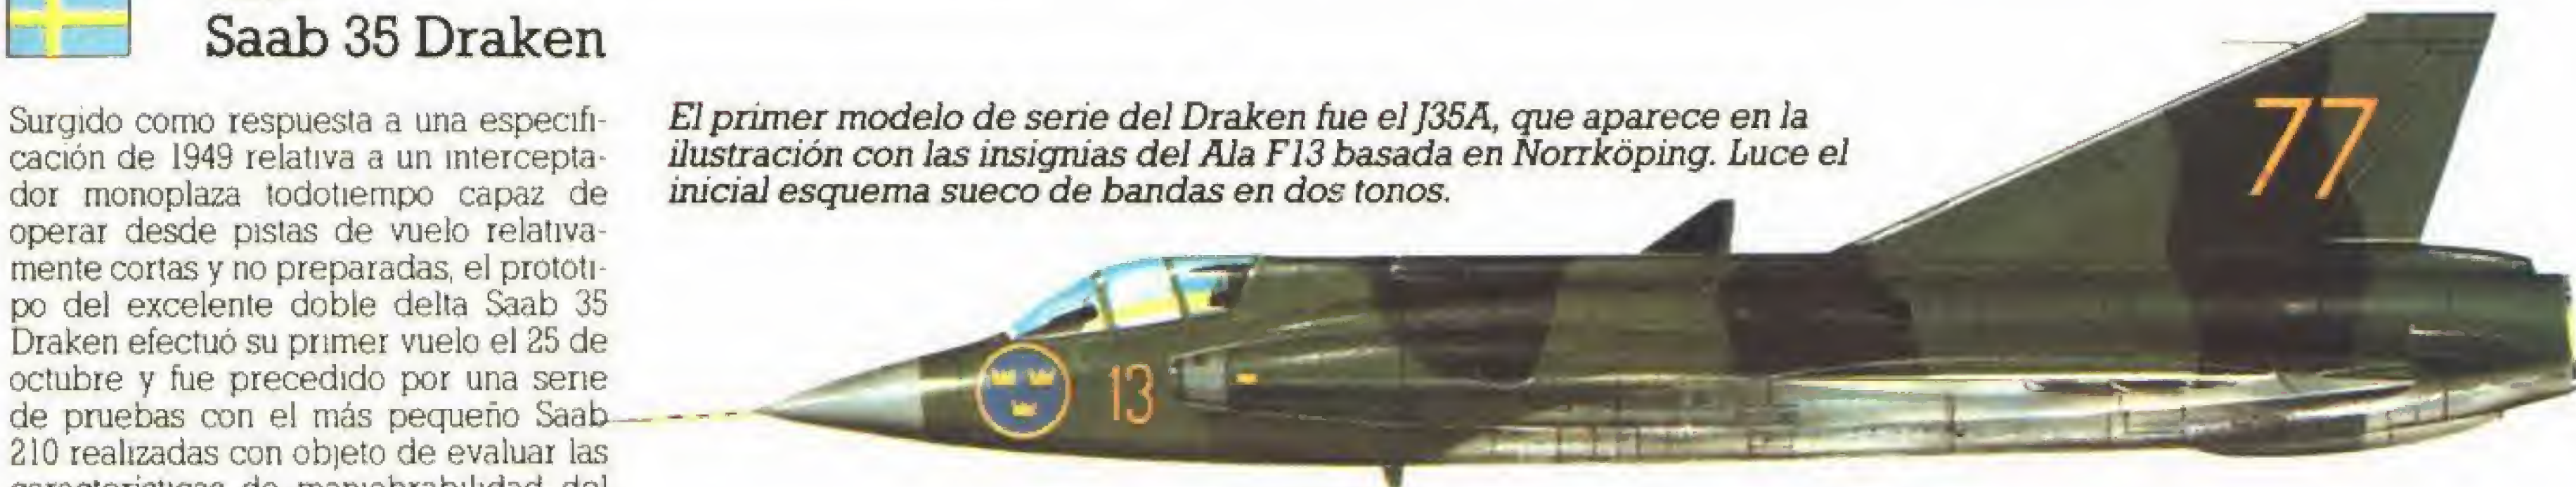 Saab 35 Draken
Surgido como respuesta a una especifi-
cación de 1949 relativa a un intercepta-
dor monoplaza todotiempo capaz de
operar desde pistas de vuelo relativa-
mente cortas y no preparadas, el prototi-
po del excelente doble delta Saab 35
Draken efectuó su primer vuelo el 25 de
octubre y fue precedido por una serie
de pruebas con el más pequeño Saab
210 realizadas con objeto de evaluar las
características de maniobrabilidad del
El primer modelo de serie del Draken fue el J35A, que aparece en la
ilustración con las insignias del Ala F13 basada en Norrköping. Luce el
inicial esquema sueco de bandas en dos tonos.
77
13